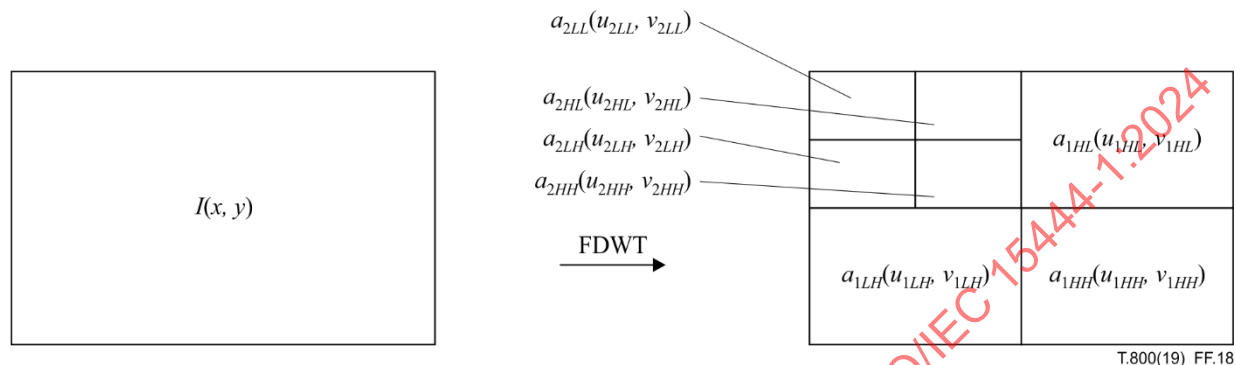 a2LL(u2LL, v2LL)
a2HL(u2HL, v2HL)
a2LH(u2LH, v2LH)
a2HH(u2HH, v2HH)
I(x, y)
FDWT
a1HL(u1HL, v1HL)
a1LH(u1LH, v1LH)
a1HH(u1HH, v1HH)
O/IEC 15444-1:2024
T.800(19) FF.18